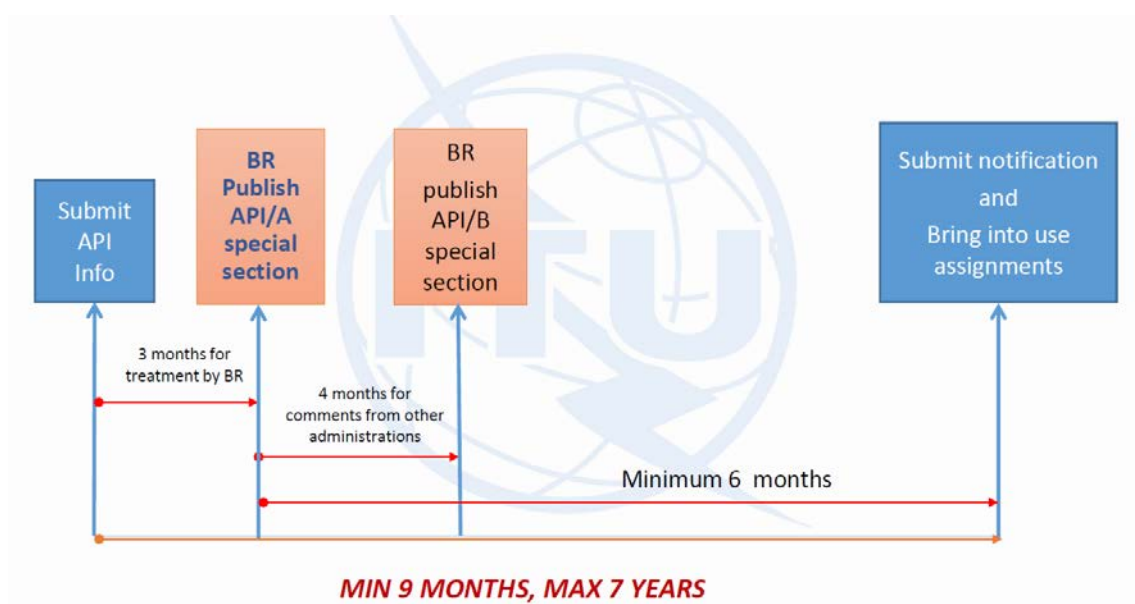 Submit
API
Info
BR
Publish
API/A
special
section
BR
publish
API/B
special
section
Submit notification
and
Bring into use
assignments
3 months for
treatment by BR
4 months for
comments from other
administrations
Minimum 6 months
MIN 9 MONTHS, MAX 7 YEARS
ITU